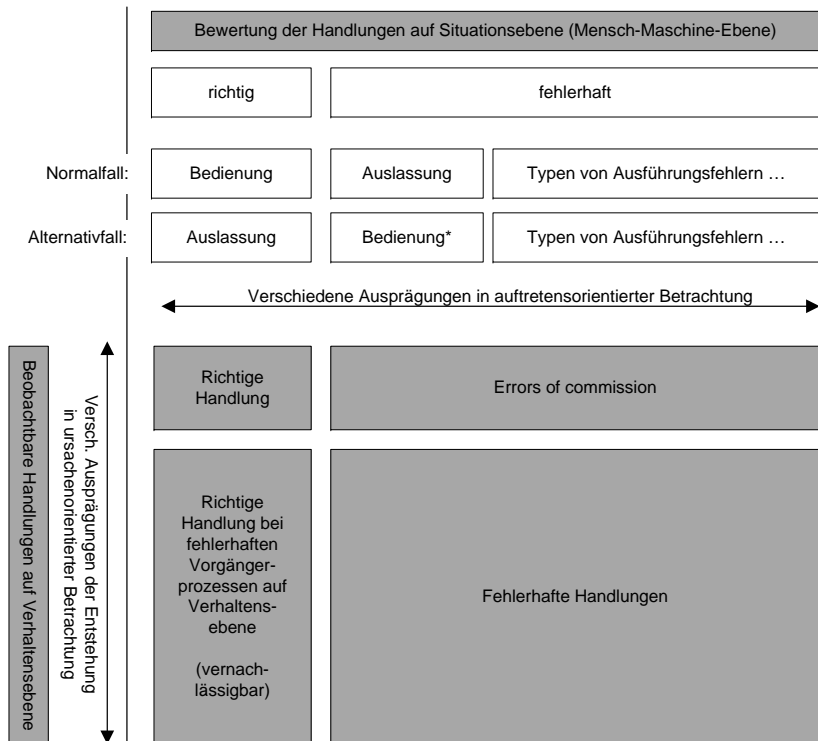 Bewertung der Handlungen auf Situationsebene (Mensch-Maschine-Ebene)
richtig
fehlerhaft
Normalfall:
Bedienung
Auslassung
Typen von Ausführungsfehlern …
Alternativfall:
Auslassung
Bedienung*
Typen von Ausführungsfehlern …
Verschiedene Ausprägungen in auftretensorientierter Betrachtung
Beobachtbare Handlungen auf Verhaltensebene
Versch. Ausprägungen der Entstehung
in ursachenorientierter Betrachtung
Richtige
Handlung
Errors of commission
Richtige
Handlung bei
fehlerhaften
Vorgänger-
prozessen auf
Verhaltens-
ebene
(vernach-
lässigbar)
Fehlerhafte Handlungen